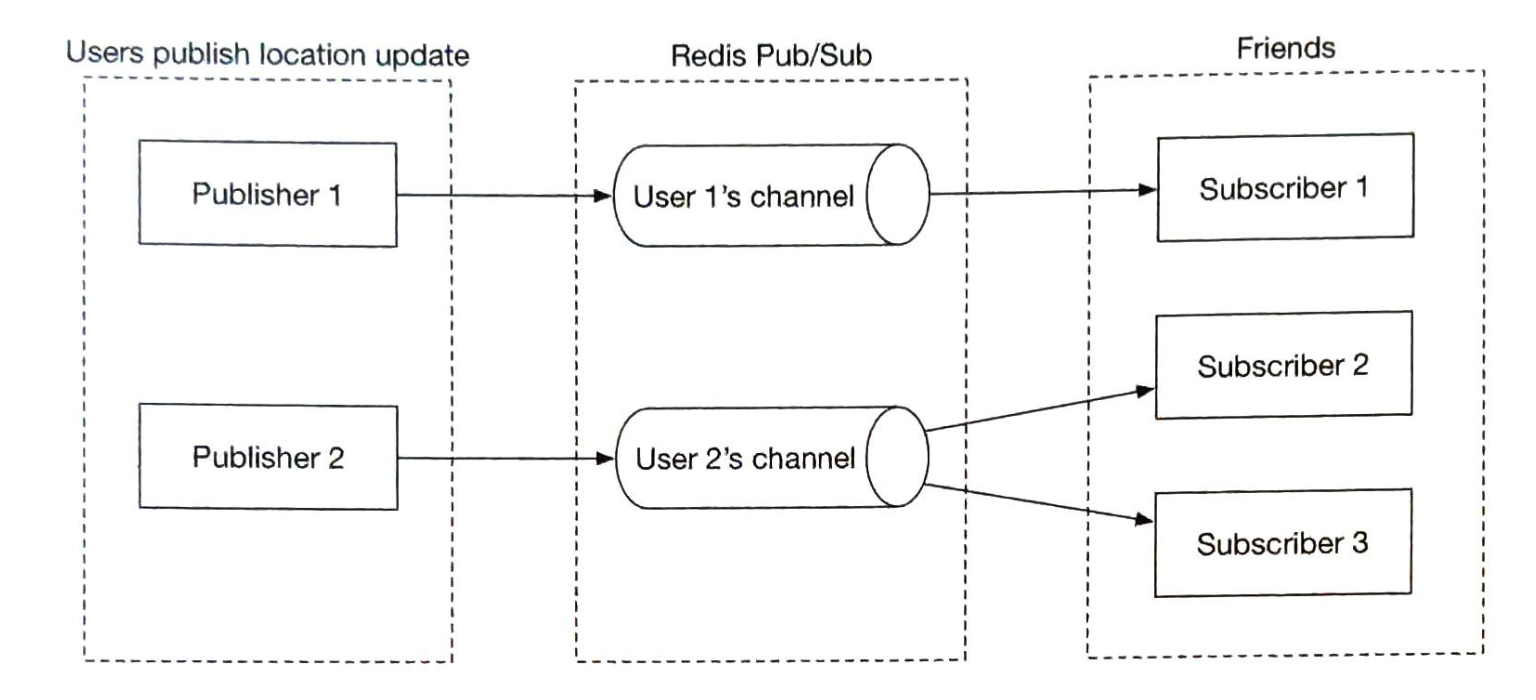 Users publish location update
Redis Pub/Sub
Friends
Publisher 1
User 1's channel
Subscriber 1
Subscriber 2
Publisher 2
User 2's channel
Subscriber 3